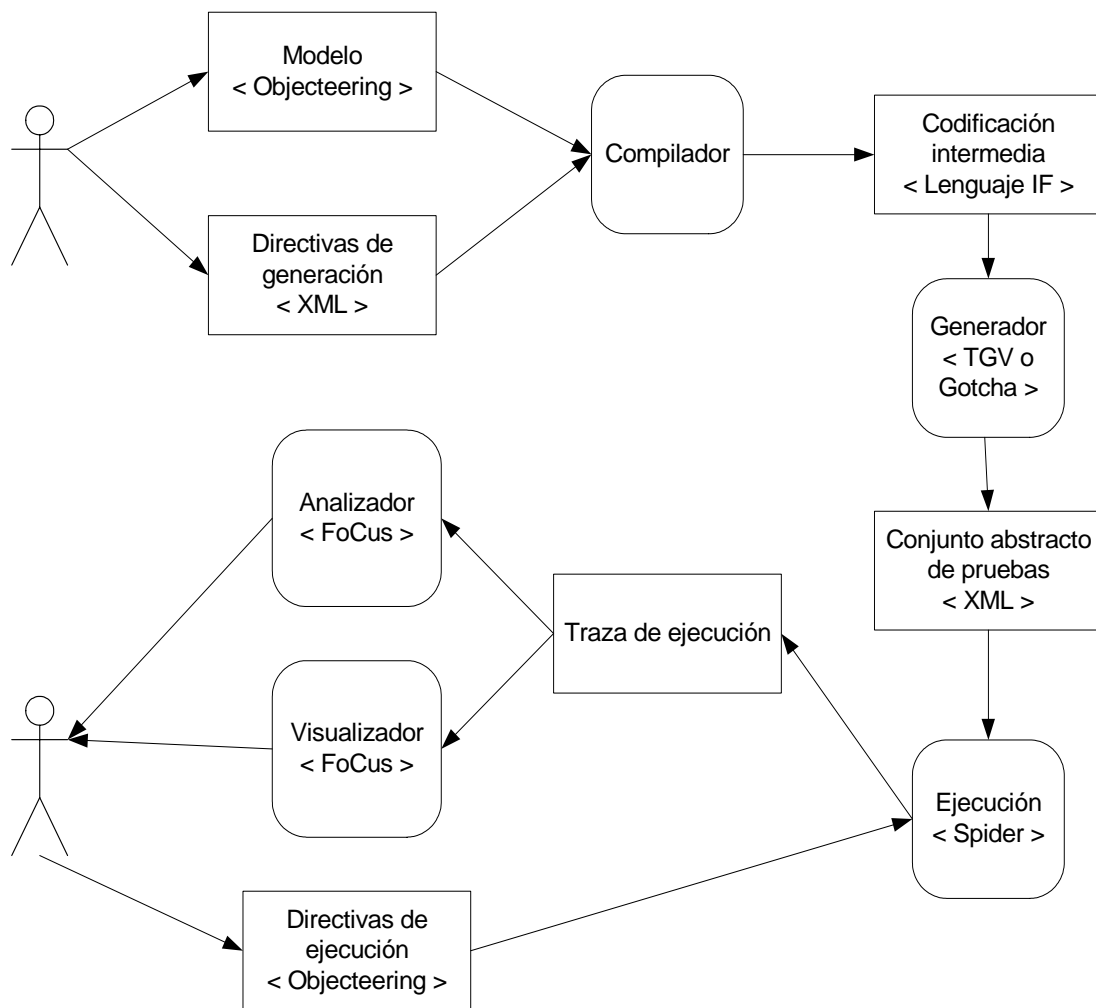 Modelo
< Objecteering >
Compilador
Codificación
intermedia
< Lenguaje IF >
Directivas de
generación
< XML >
Generador
< TGV o
Gotcha >
Analizador
< FoCus >
Conjunto abstracto
de pruebas
< XML >
Traza de ejecución
Visualizador
< FoCus >
Ejecución
< Spider >
Directivas de
ejecución
< Objecteering >